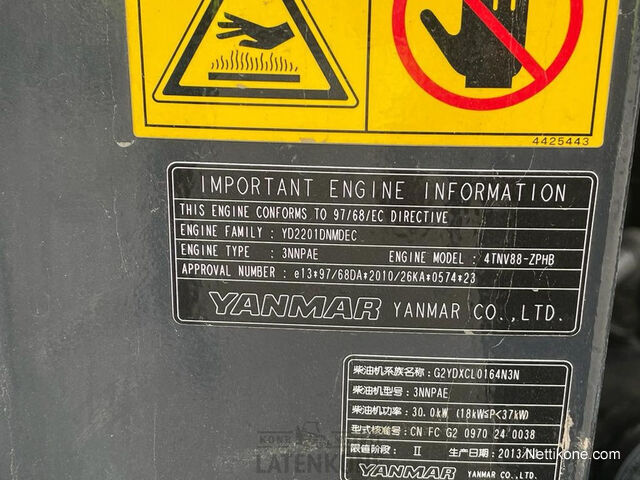 4425443
IMPORTANT ENGINE INFORMATION
THIS ENGINE CONFORMS TO 97/68/EC DIRECTIVE
ENGINE FAMILY : YD2201DNMDEC
ENGINE TYPE : 3NNPAE ENGINE MODEL : 4TNV88-ZPHB
APPROVAL NUMBER : e13*97/68DA*2010/26KA*0574*23
YANMAR YANMAR CO.,LTD.
柴油机系族名称: G2YDXCL0164N3N
柴油机型号: 3NNPAE
柴油机功率: 30.0kW (18kW≤P<37kW)
型式核准号: CN FC G2 0970 24 0038
限值阶段: II 生产日期: 2013/
YANMAR YANMAR CO.,LTD.
KONE
LATENKONE
© Nettikone.com